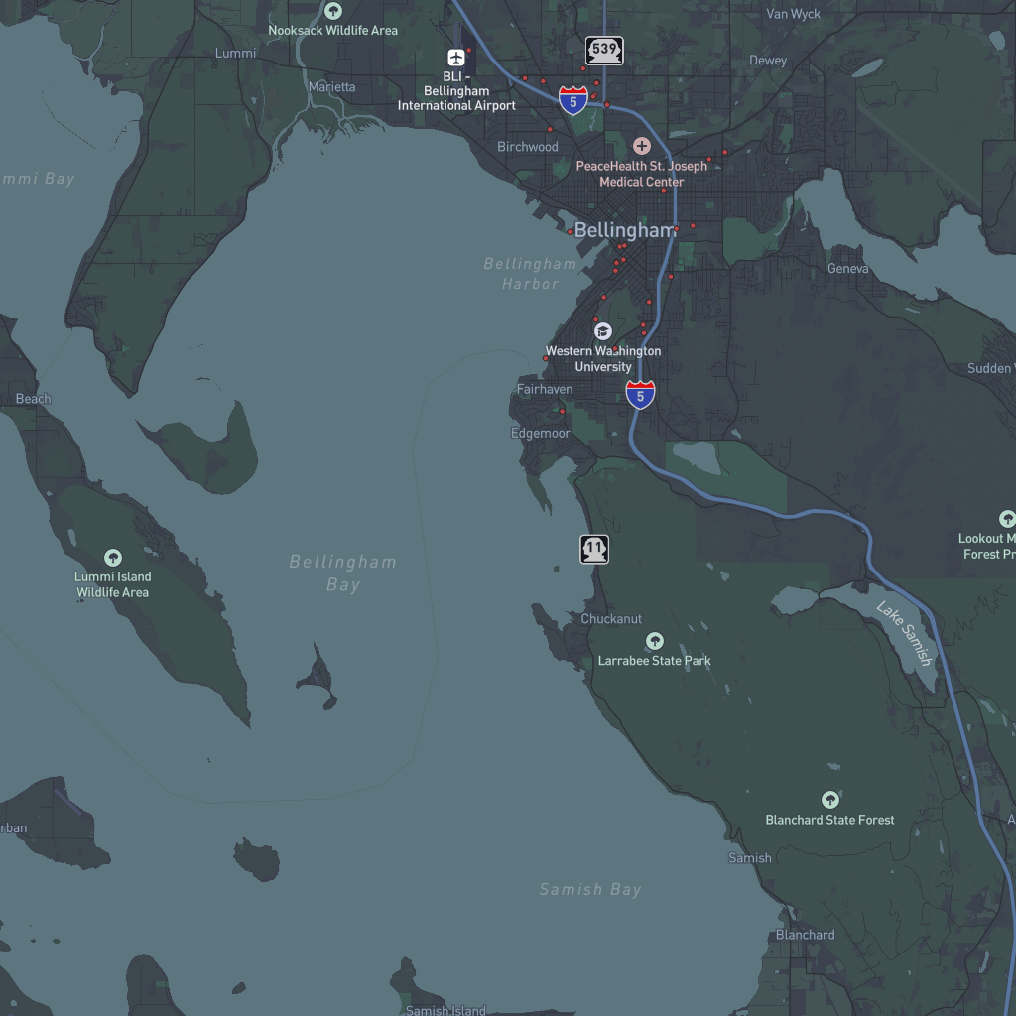 Van Wyck
Nooksack Wildlife Area
539
Lummi
Dewey
BLI -
Bellingham
International Airport
Marietta
5
Birchwood
PeaceHealth St. Joseph
Medical Center
mmi Bay
Bellingham
Bellingham
Harbor
Geneva
Western Washington
University
Sudden
Fairhaven
Beach
5
Edgemoor
Lookout M
Forest Pr
11
Bellingham
Bay
Lummi Island
Wildlife Area
Chuckanut
Lake Samish
Larrabee State Park
Blanchard State Forest
rban
A
Samish
Samish Bay
Blanchard
Samish Island